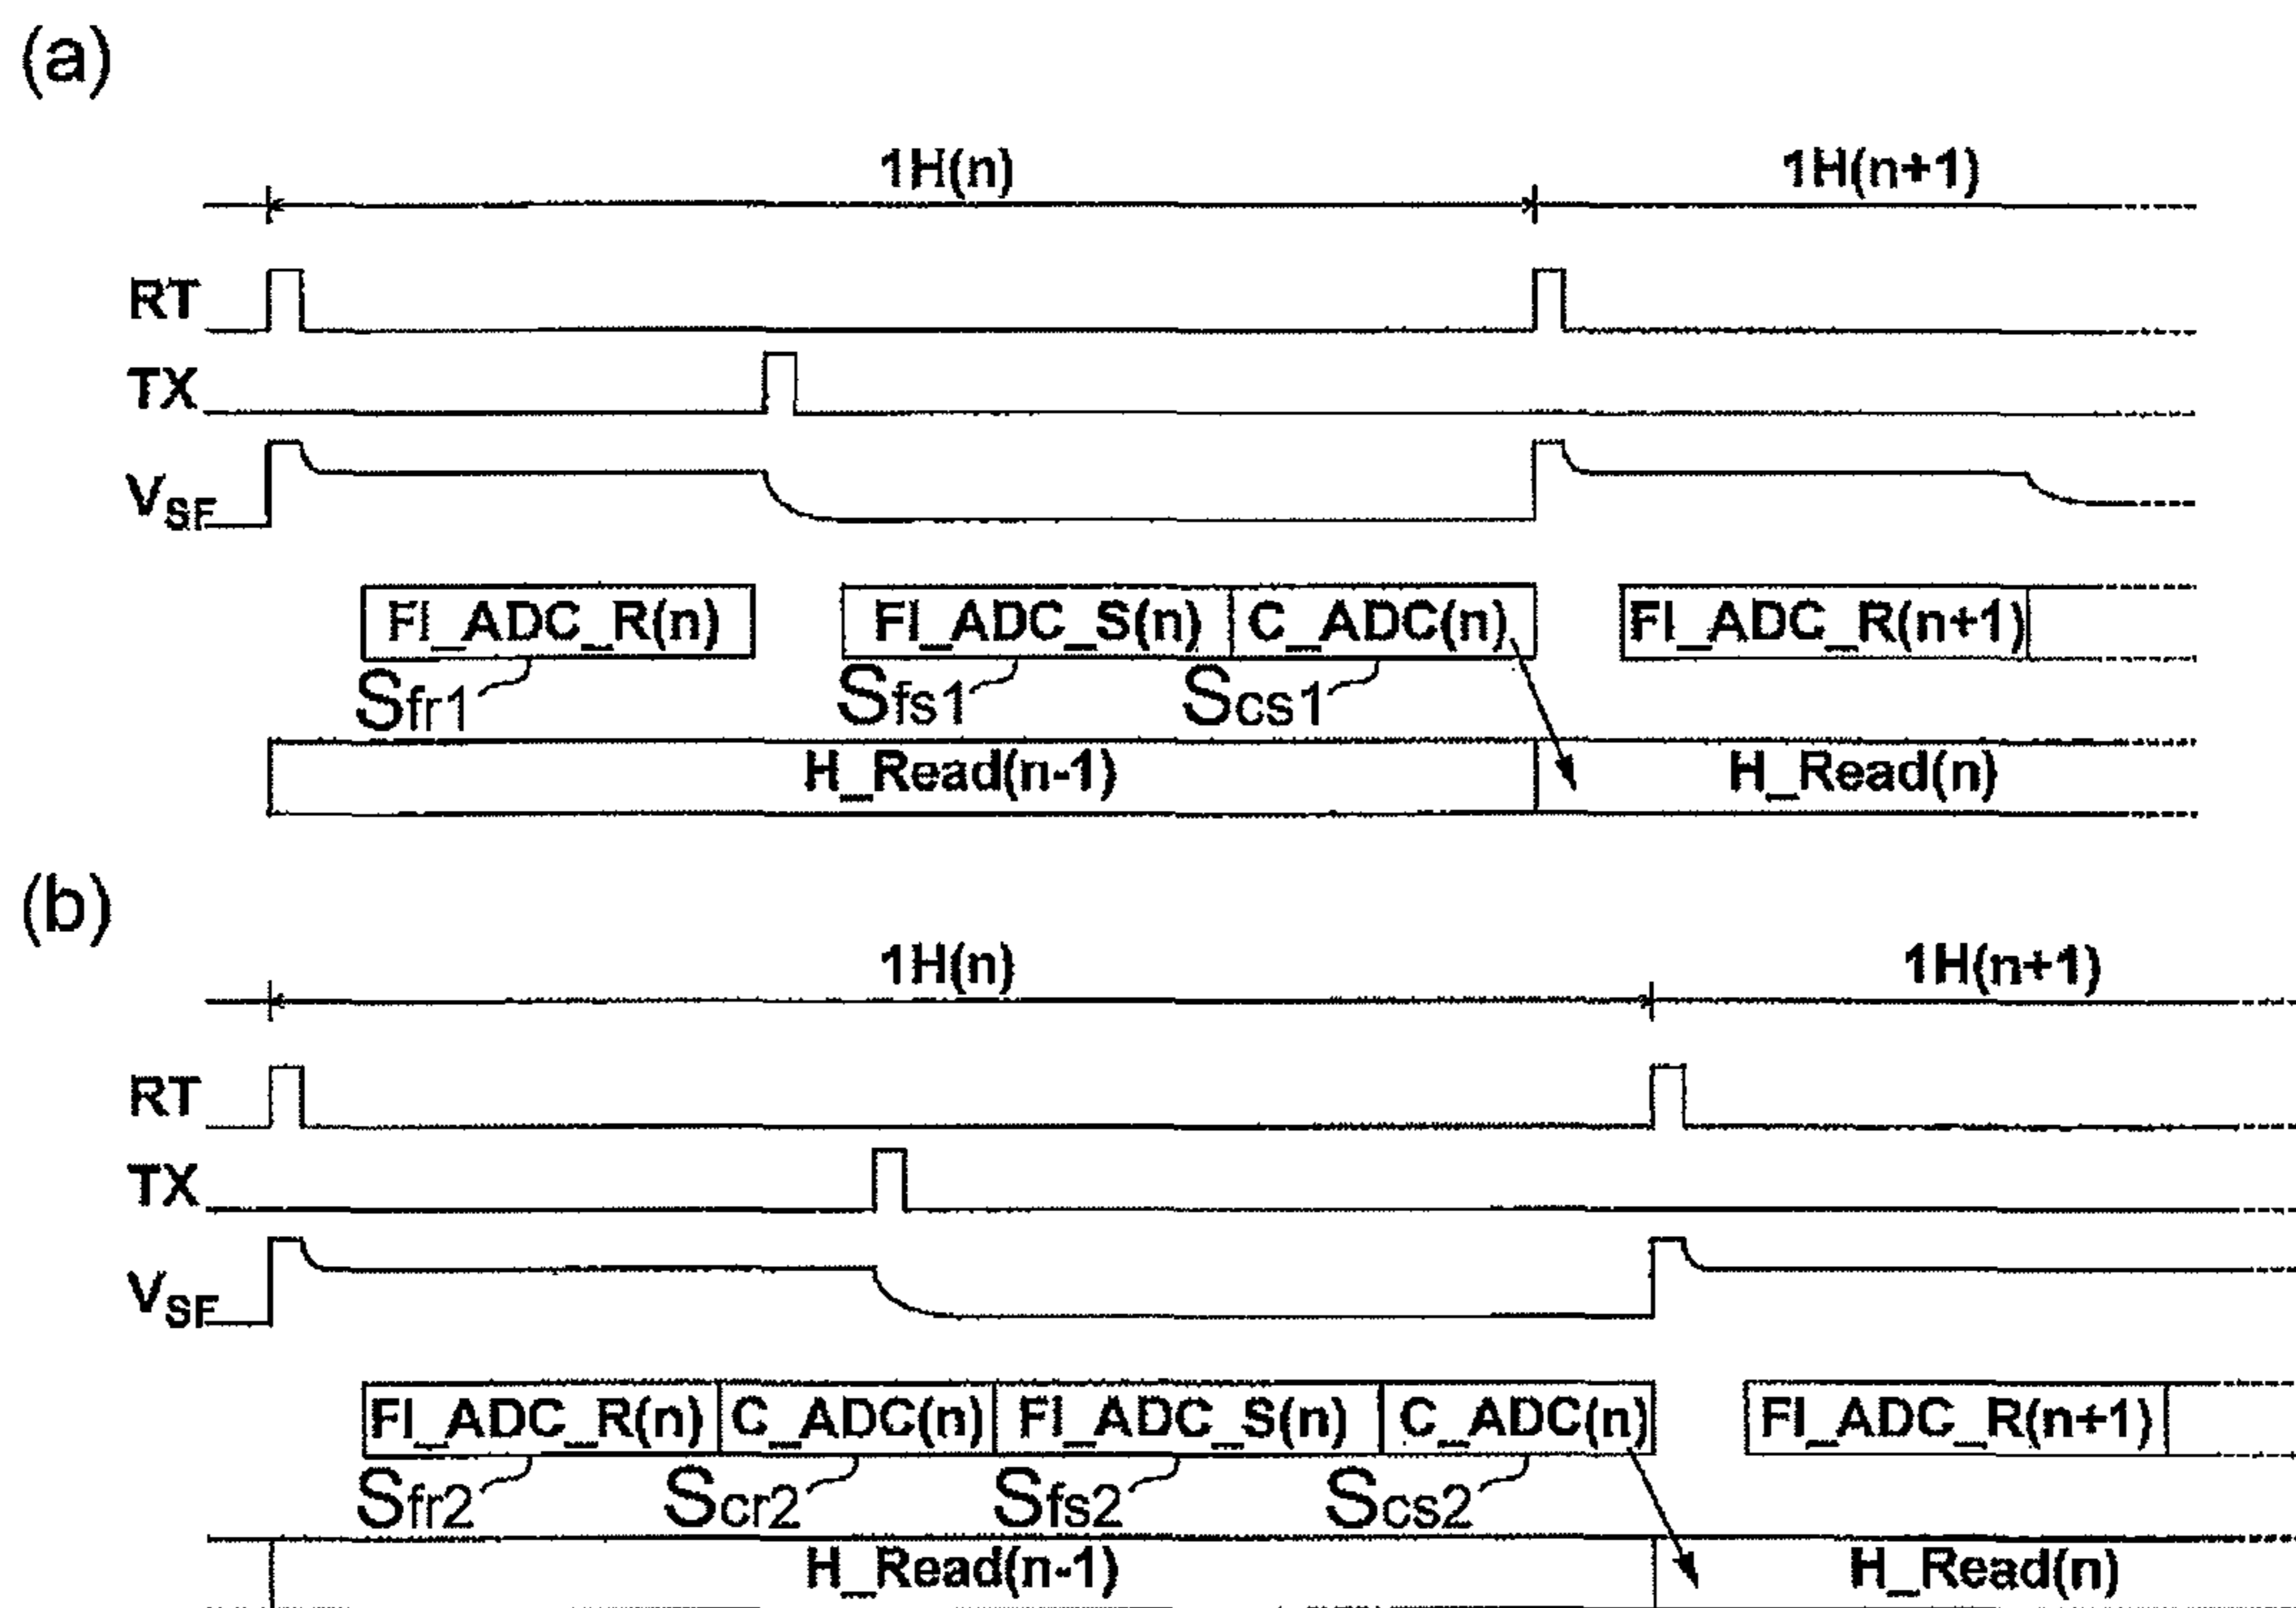 (a)
1H(n) 1H(n+1)
RT
TX
VSF
FI_ADC_R(n) FI_ADC_S(n) C_ADC(n) FI_ADC_R(n+1)
Sfr1 Sfs1 Scs1
H_Read(n-1) H_Read(n)
(b)
1H(n) 1H(n+1)
RT
TX
VSF
FI_ADC_R(n) C_ADC(n) FI_ADC_S(n) C_ADC(n) FI_ADC_R(n+1)
Sfr2 Scr2 Sfs2 Scs2
H_Read(n-1) H_Read(n)